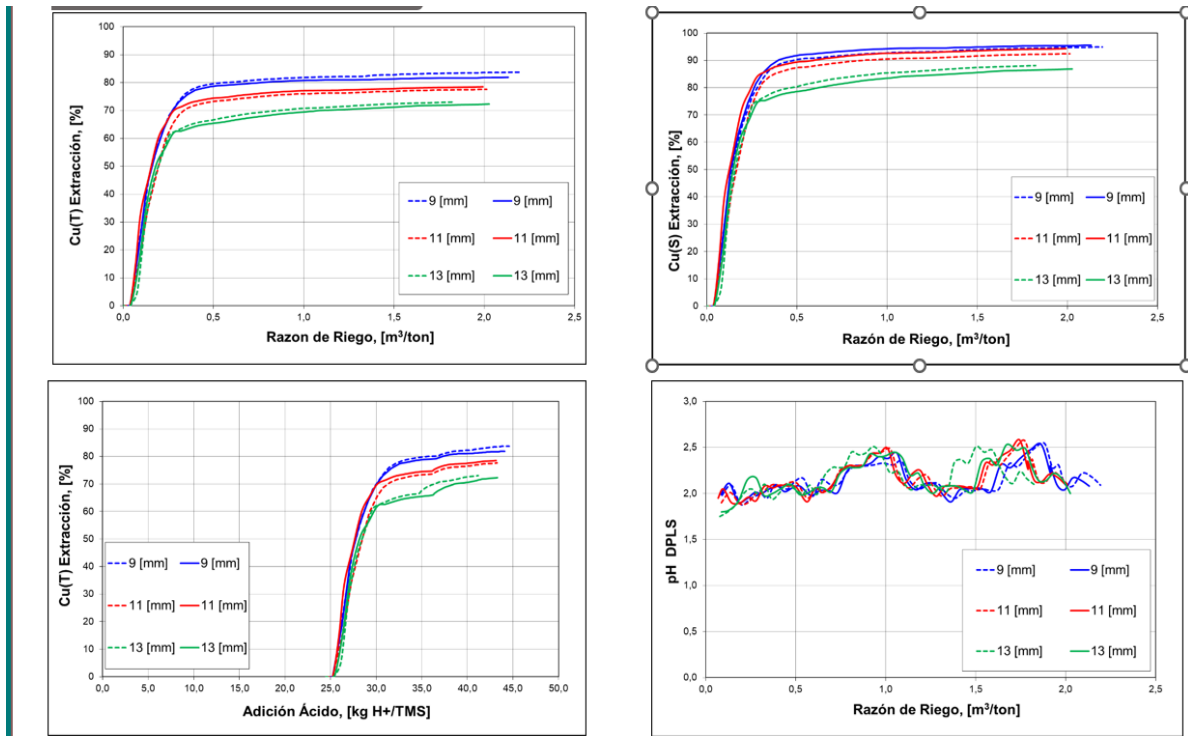 Cu(T) Extracción, [%]
100
90
80
70
60
50
40
30
20
10
0
0,0 0,5 1,0 1,5 2,0 2,5
Razon de Riego, [m³/ton]
9 [mm] 9 [mm]
11 [mm] 11 [mm]
13 [mm] 13 [mm]
Cu(S) Extracción, [%]
100
90
80
70
60
50
40
30
20
10
0
0,0 0,5 1,0 1,5 2,0 2,5
Razón de Riego, [m³/ton]
9 [mm] 9 [mm]
11 [mm] 11 [mm]
13 [mm] 13 [mm]
Cu(T) Extracción, [%]
100
90
80
70
60
50
40
30
20
10
0
0,0 5,0 10,0 15,0 20,0 25,0 30,0 35,0 40,0 45,0 50,0
Adición Ácido, [kg H+/TMS]
9 [mm] 9 [mm]
11 [mm] 11 [mm]
13 [mm] 13 [mm]
pH DPLS
3,0
2,5
2,0
1,5
1,0
0,5
0,0
0,0 0,5 1,0 1,5 2,0 2,5
Razón de Riego, [m³/ton]
9 [mm] 9 [mm]
11 [mm] 11 [mm]
13 [mm] 13 [mm]